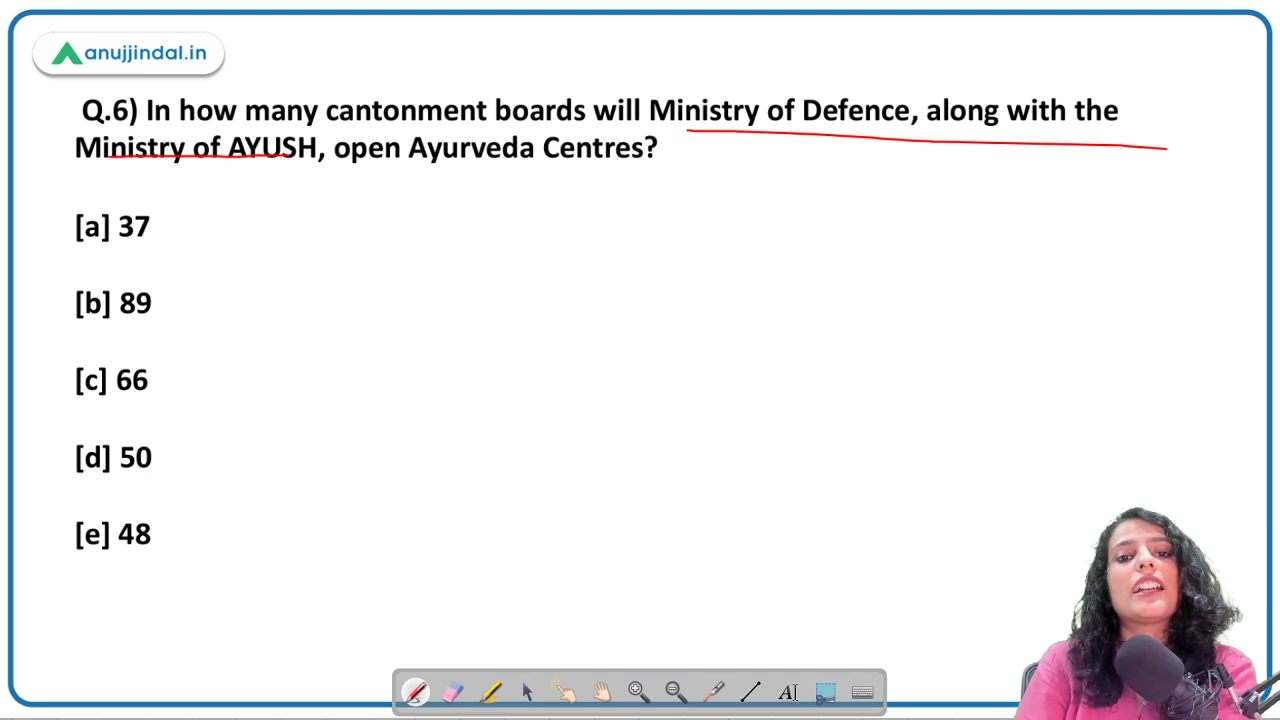 anujjindal.in
Q.6) In how many cantonment boards will Ministry of Defence, along with the
Ministry of AYUSH, open Ayurveda Centres?
[a] 37
[b] 89
[c] 66
[d] 50
[e] 48
AI